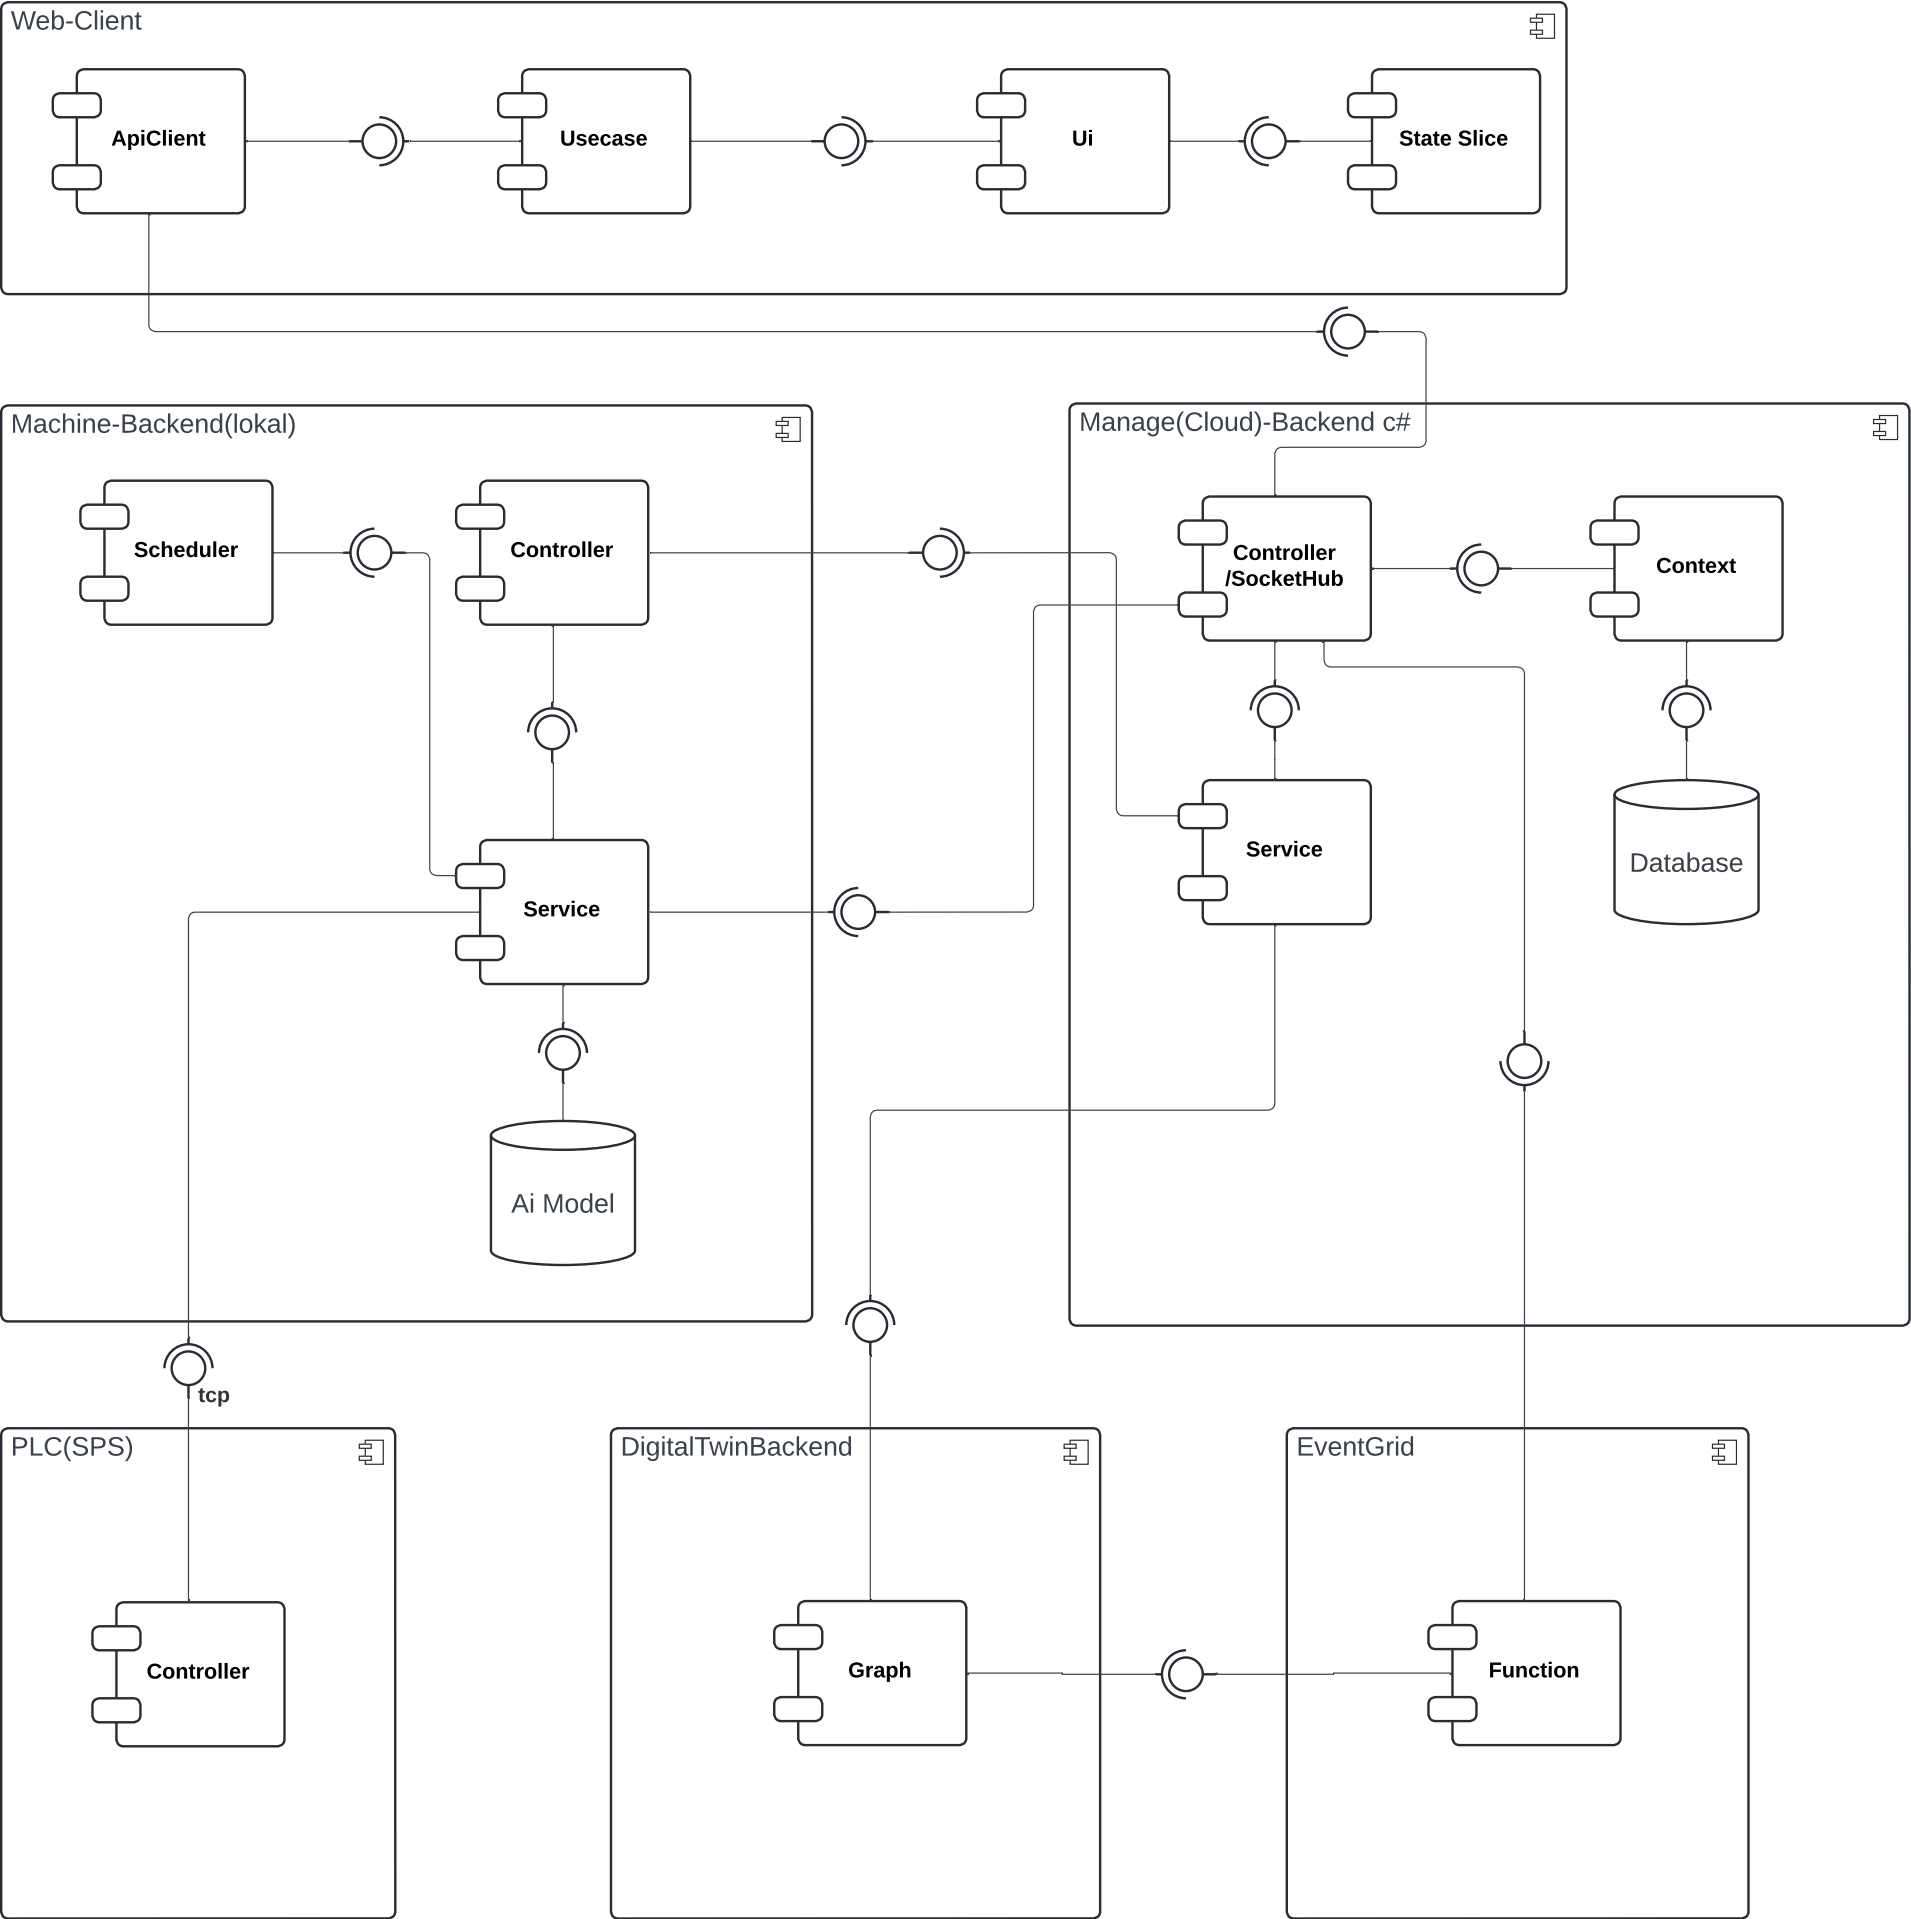 Web-Client
ApiClient
Usecase
Ui
State Slice
Machine-Backend(lokal)
Scheduler
Controller
Service
Ai Model
Manage(Cloud)-Backend c#
Controller
/SocketHub
Context
Service
Database
tcp
PLC(SPS)
Controller
DigitalTwinBackend
Graph
EventGrid
Function